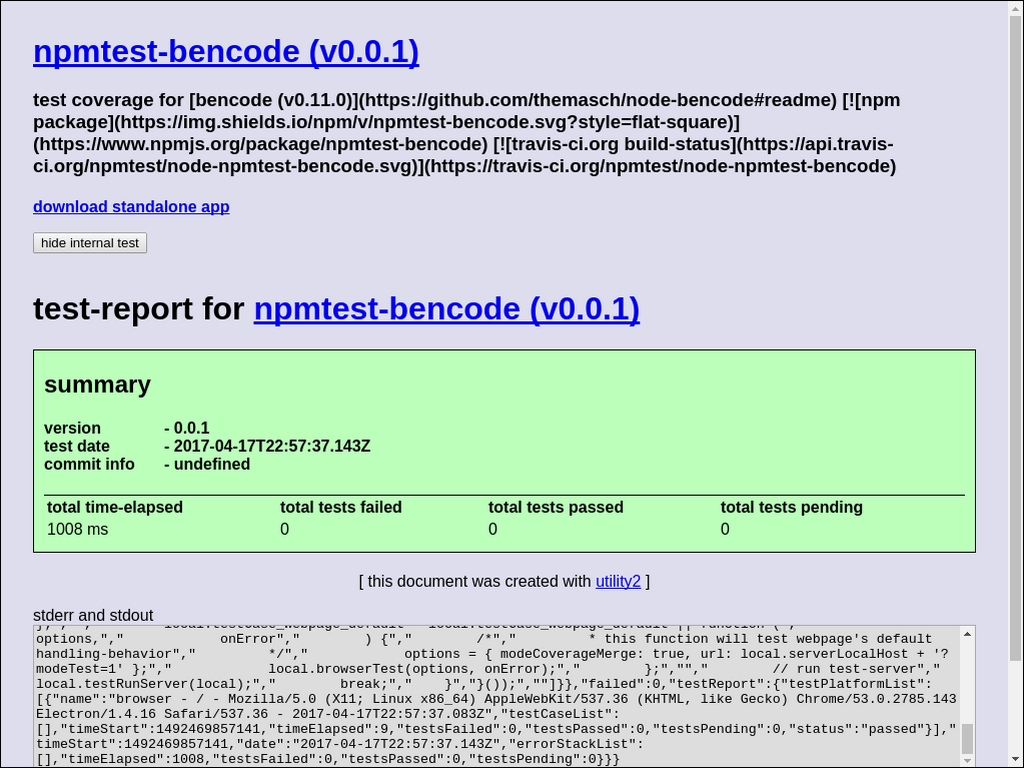 npmtest-bencode (v0.0.1)
test coverage for [bencode (v0.11.0)](https://github.com/themasch/node-bencode#readme) [![npm
package](https://img.shields.io/npm/v/npmtest-bencode.svg?style=flat-square)]
(https://www.npmjs.org/package/npmtest-bencode) [![travis-ci.org build-status](https://api.travis-
ci.org/npmtest/node-npmtest-bencode.svg)](https://travis-ci.org/npmtest/node-npmtest-bencode)
download standalone app
hide internal test
test-report for npmtest-bencode (v0.0.1)
summary
version - 0.0.1
test date - 2017-04-17T22:57:37.143Z
commit info - undefined
total time-elapsed total tests failed total tests passed total tests pending
1008 ms 0 0 0
[ this document was created with utility2 ]
stderr and stdout
options,"," onError"," ) {"," /*"," * this function will test webpage's default
handling-behavior"," */"," options = { modeCoverageMerge: true, url: local.serverLocalHost + '?
modeTest=1' };"," local.browserTest(options, onError);"," };",""," // run test-server","
local.testRunServer(local);"," break;"," }","}());",""]}},"failed":0,"testReport":{"testPlatformList":
[{"name":"browser - / - Mozilla/5.0 (X11; Linux x86_64) AppleWebKit/537.36 (KHTML, like Gecko) Chrome/53.0.2785.143
Electron/1.4.16 Safari/537.36 - 2017-04-17T22:57:37.083Z","testCaseList":
[],"timeStart":1492469857141,"timeElapsed":9,"testsFailed":0,"testsPassed":0,"testsPending":0,"status":"passed"}],"
timeStart":1492469857141,"date":"2017-04-17T22:57:37.143Z","errorStackList":
[],"timeElapsed":1008,"testsFailed":0,"testsPassed":0,"testsPending":0}}}